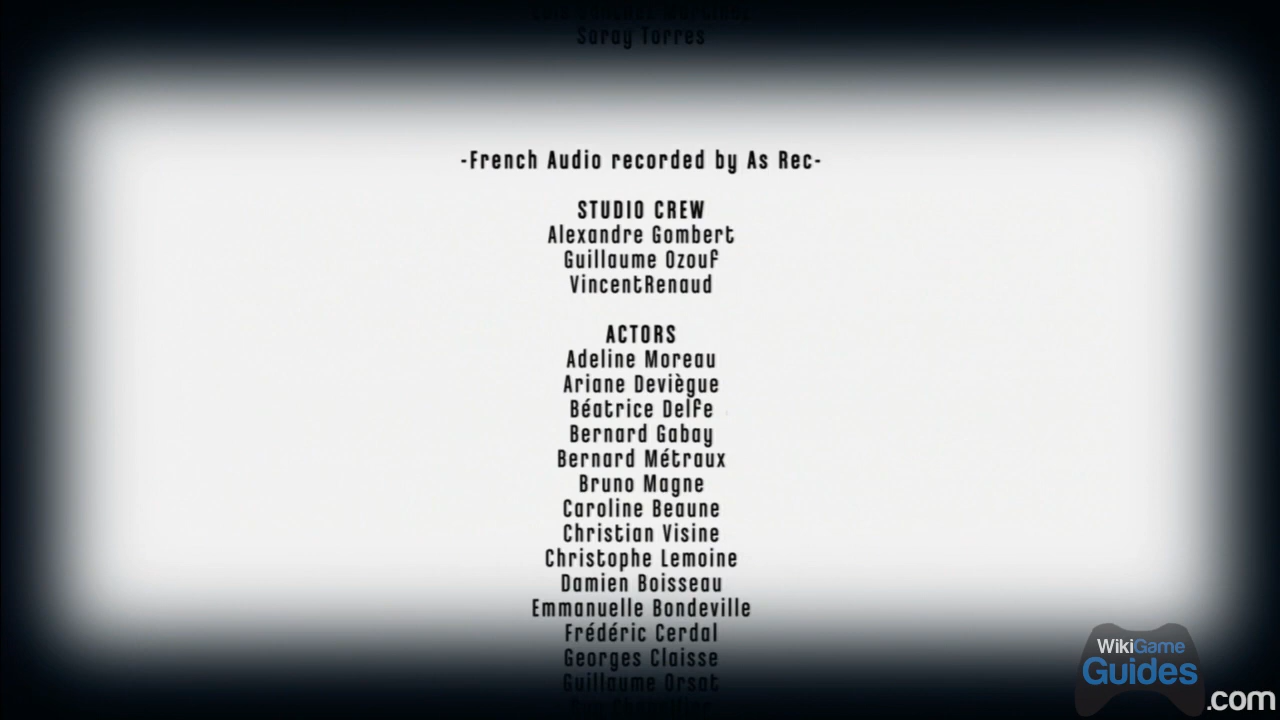 Saray Torres
-French Audio recorded by As Rec-
STUDIO CREW
Alexandre Gombert
Guillaume Ozouf
VincentRenaud
ACTORS
Adeline Moreau
Ariane Deviègue
Béatrice Delfe
Bernard Gabay
Bernard Métraux
Bruno Magne
Caroline Beaune
Christian Visine
Christophe Lemoine
Damien Boisseau
Emmanuelle Bondeville
Frédéric Cerdal
Georges Claisse
Guillaume Orsat
WikiGame
Guides
.com